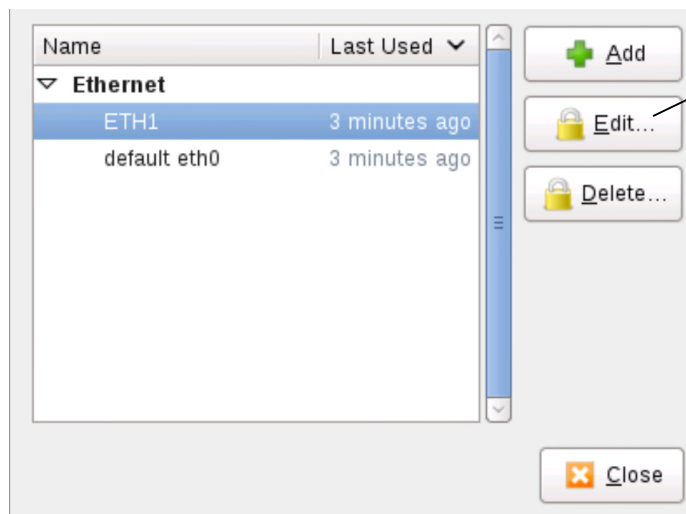 Name Last Used
Ethernet
ETH1 3 minutes ago
default eth0 3 minutes ago
Add
Edit...
Delete...
Close